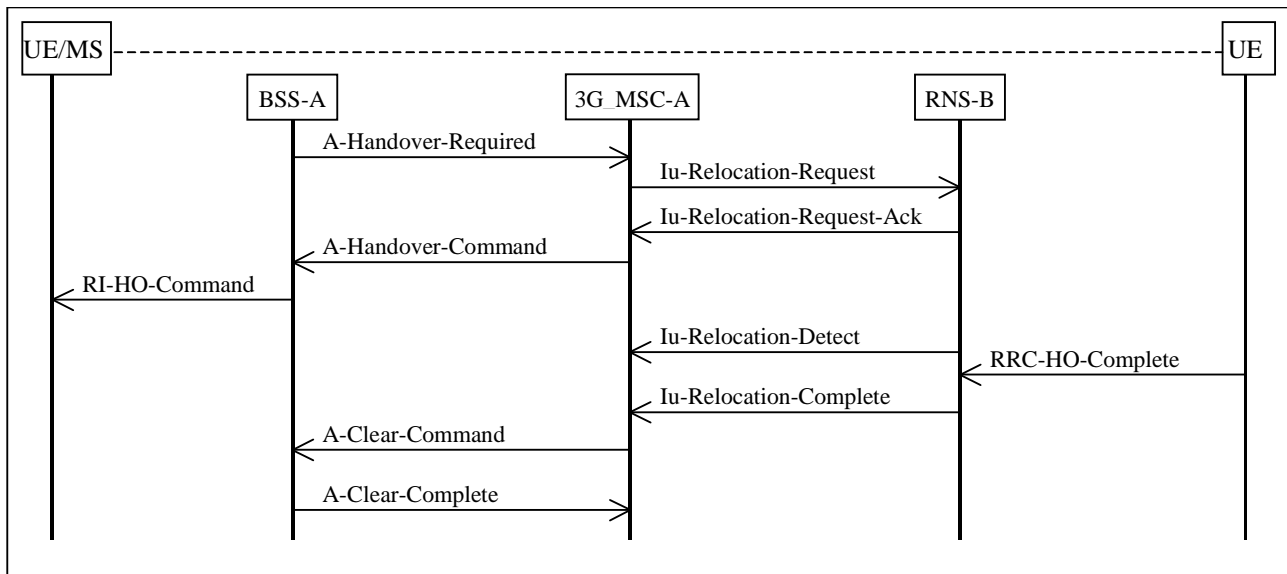 UE/MS
UE
BSS-A
3G_MSC-A
RNS-B
A-Handover-Required
Iu-Relocation-Request
Iu-Relocation-Request-Ack
A-Handover-Command
RI-HO-Command
Iu-Relocation-Detect
RRC-HO-Complete
Iu-Relocation-Complete
A-Clear-Command
A-Clear-Complete